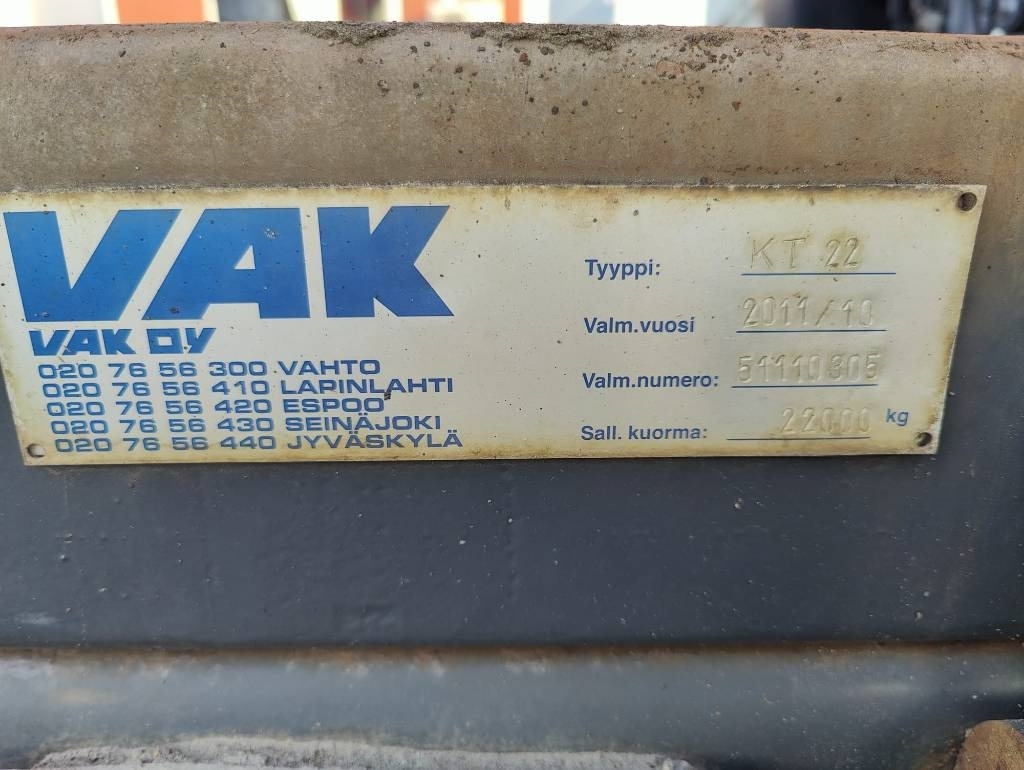 VAK
VAK OY
020 76 56 300 VAHTO
020 76 56 410 LAPINLAHTI
020 76 56 420 ESPOO
020 76 56 430 SEINÄJOKI
020 76 56 440 JYVÄSKYLÄ
Tyyppi: KT 22
Valm.vuosi 2011/10
Valm.numero: 51110305
Sall. kuorma: 22000 kg